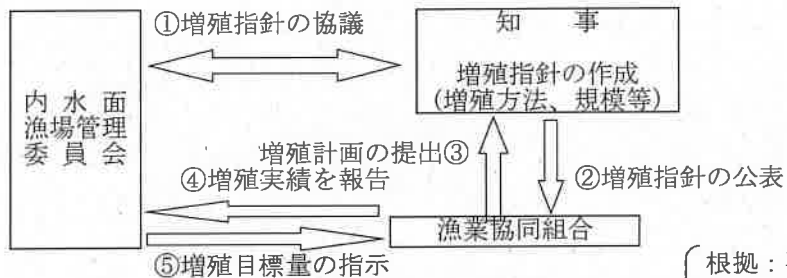 ①増殖指針の協議
知　事
増殖指針の作成
(増殖方法、規模等)
内 水 面
漁場管理
委 員 会
増殖計画の提出③
④増殖実績を報告
②増殖指針の公表
漁業協同組合
⑤増殖目標量の指示
根拠：